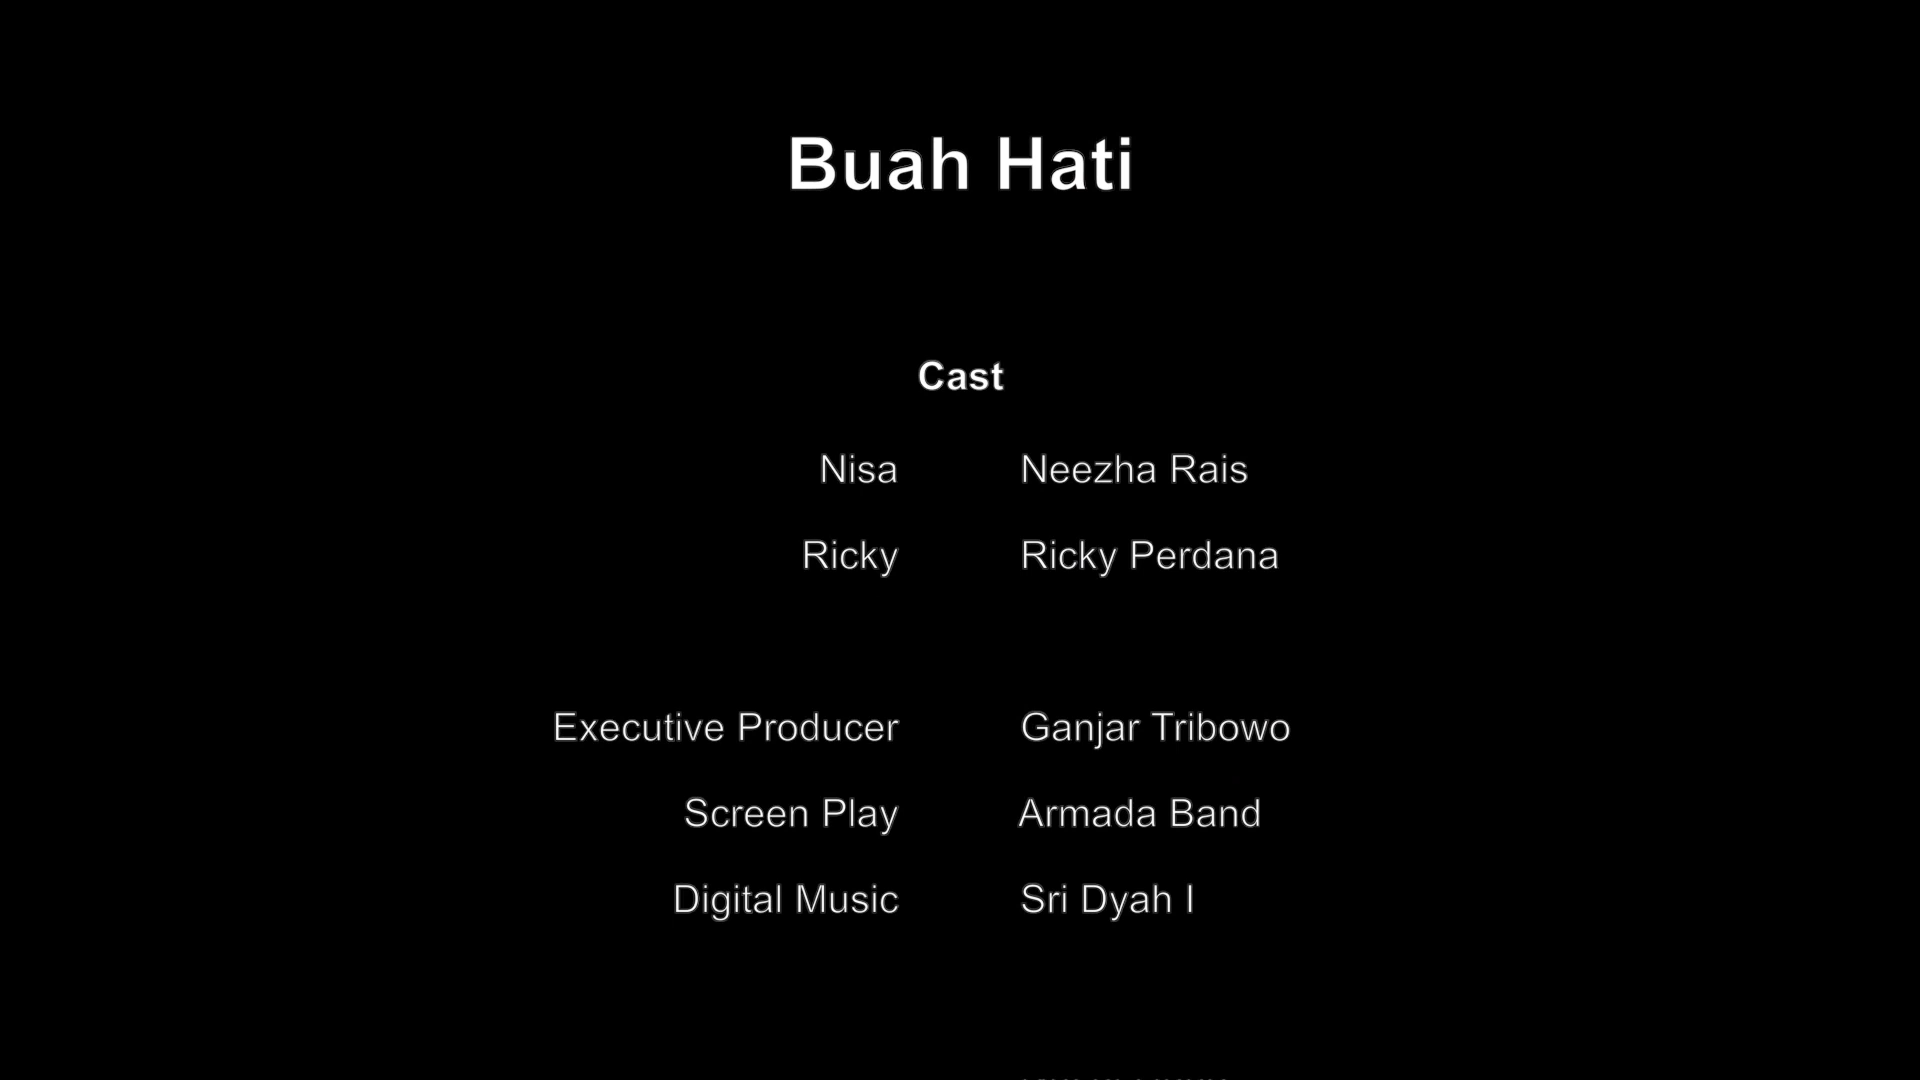 Buah Hati
Cast
Nisa Neezha Rais
Ricky Ricky Perdana
Executive Producer Ganjar Tribowo
Screen Play Armada Band
Digital Music Sri Dyah I